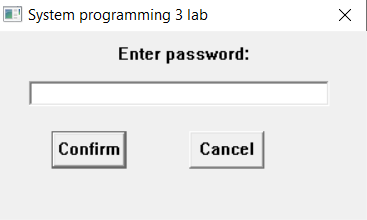 System programming 3 lab
Enter password:
Confirm
Cancel